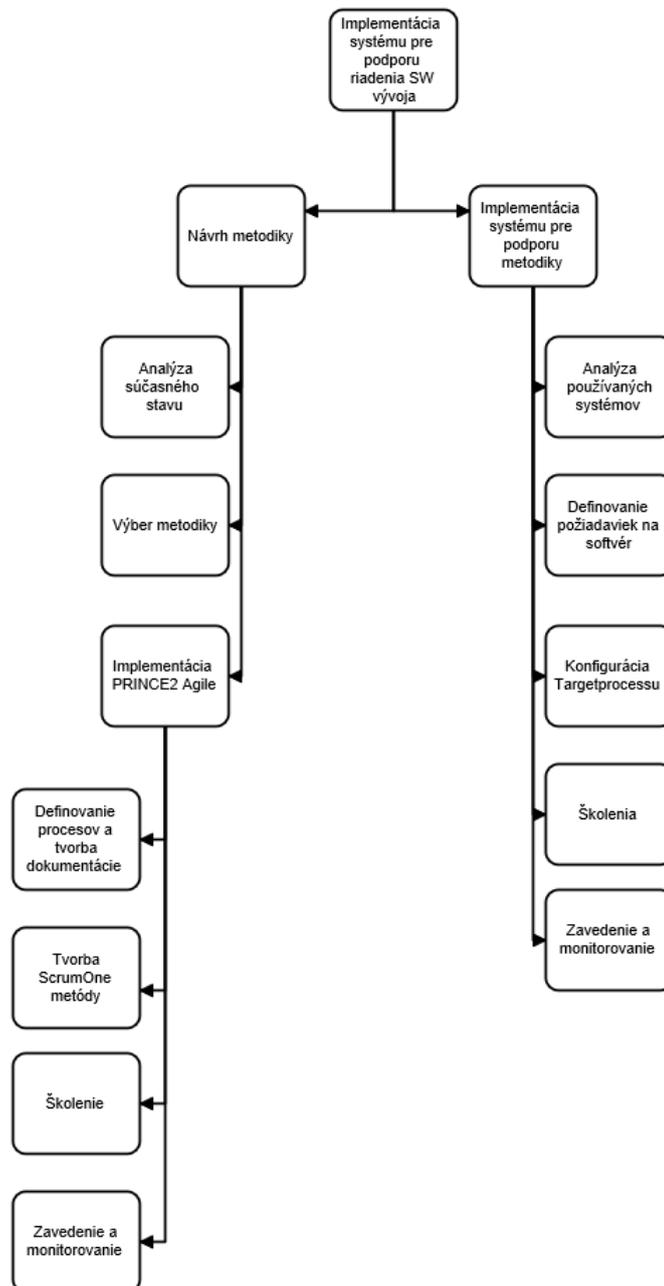 Implementácia
systému pre
podporu
riadenia SW
vývoja
Návrh metodiky
Implementácia
systému pre
podporu
metodiky
Analýza
súčasného
stavu
Analýza
používaných
systémov
Výber metodiky
Definovanie
požiadaviek na
softvér
Implementácia
PRINCE2 Agile
Konfigurácia
Targetprocessu
Definovanie
procesov a
tvorba
dokumentácie
Školenia
Tvorba
ScrumOne
metódy
Zavedenie a
monitorovanie
Školenie
Zavedenie a
monitorovanie